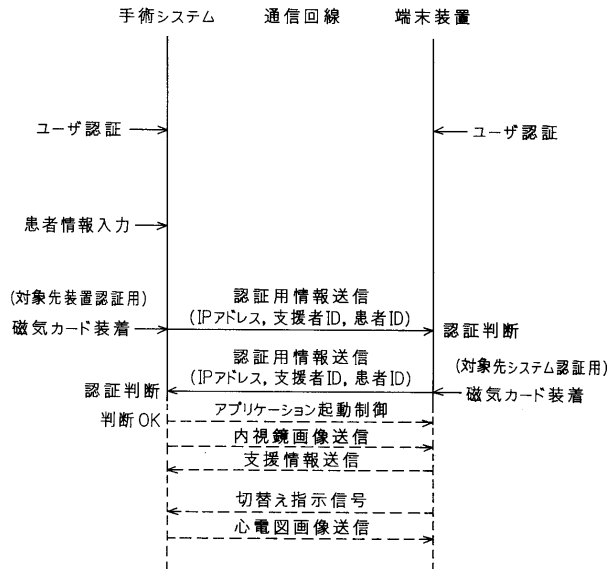 手術システム 通信回線 端末装置
ユーザ認証 ユーザ認証
患者情報入力
(対象先装置認証用) 認証用情報送信
(IPアドレス,支援者ID,患者ID)
磁気カード装着 認証判断
認証用情報送信 (対象先システム認証用)
(IPアドレス,支援者ID,患者ID)
認証判断 磁気カード装着
判断OK アプリケーション起動制御
内視鏡画像送信
支援情報送信
切替え指示信号
心電図画像送信